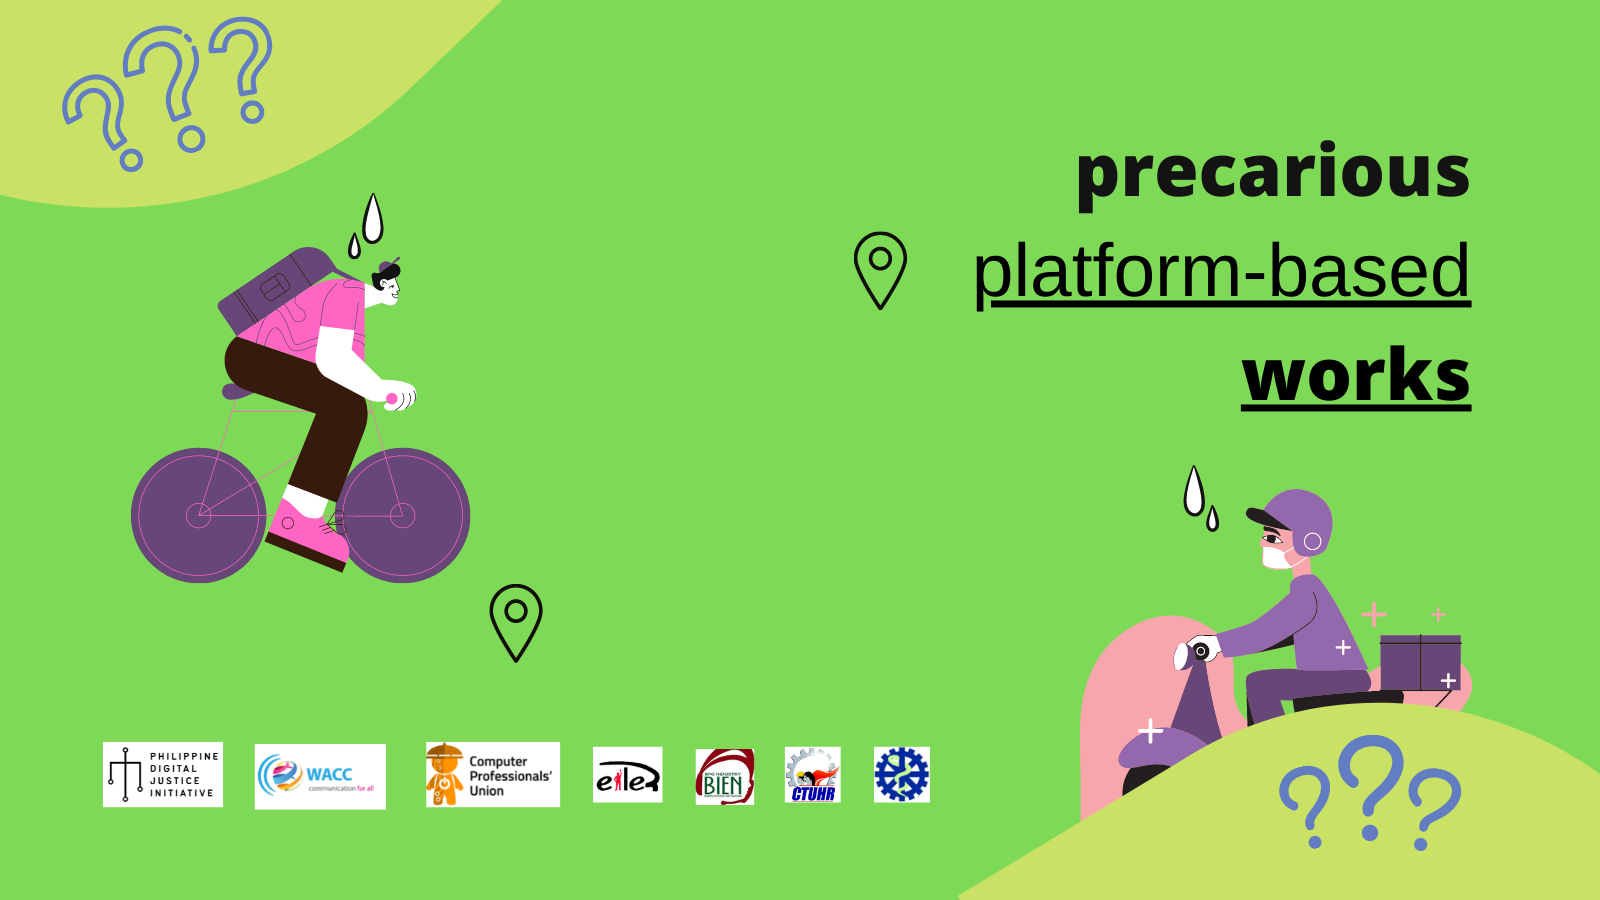 precarious
platform-based
works
PHILIPPINE
DIGITAL
JUSTICE
INITIATIVE
WACC
communication for all
Computer
Professionals'
Union
eileR
BPO INDUSTRY
BIEN
CTUHR